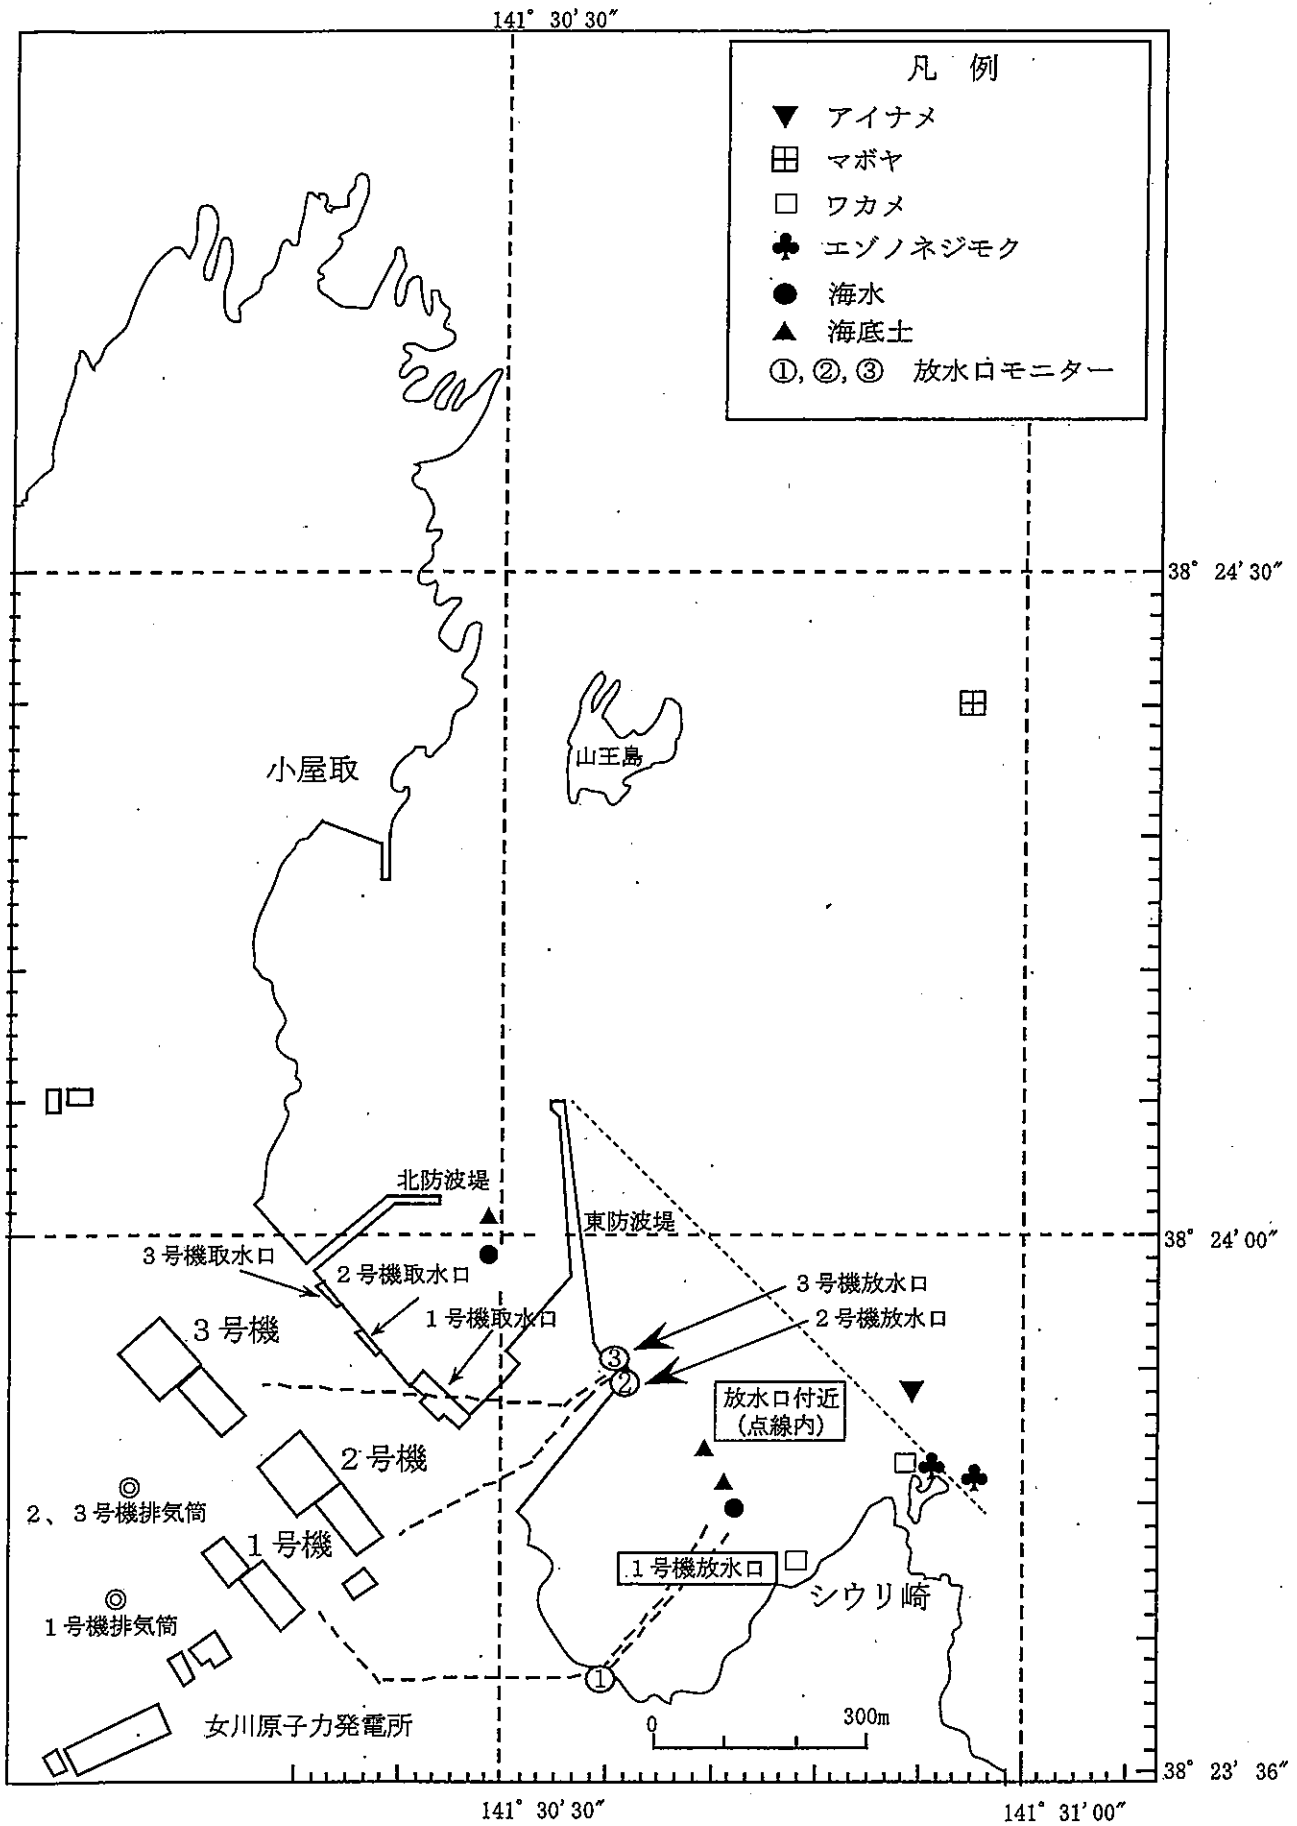 141° 30′30″
凡 例
アイナメ
マボヤ
ワカメ
エゾノネジモク
海水
海底土
①,②,③ 放水口モニター
38° 24′30″
山王島
小屋取
北防波堤
東防波堤
38° 24′00″
3号機取水口
2号機取水口
1号機取水口
3号機放水口
2号機放水口
3号機
③
②
放水口付近
(点線内)
2号機
2、3号機排気筒
1号機
1号機放水口
シウリ崎
1号機排気筒
①
女川原子力発電所
0 300m
38° 23′36″
141° 30′30″
141° 31′00″